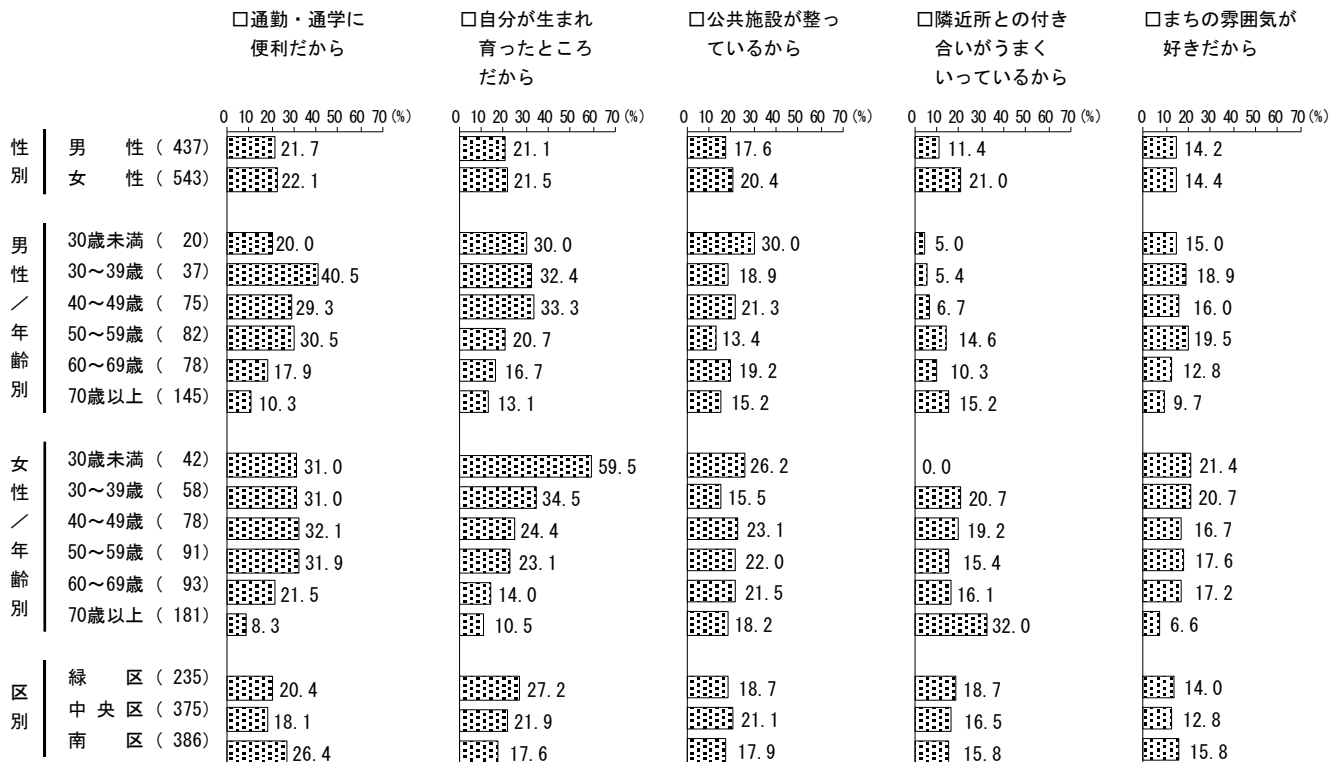 □通勤・通学に
便利だから
□自分が生まれ
育ったところ
だから
□公共施設が整っ
ているから
□隣近所との付き
合いがうまく
いっているから
□まちの雰囲気が
好きだから
0 10 20 30 40 50 60 70 (%) 0 10 20 30 40 50 60 70 (%) 0 10 20 30 40 50 60 70 (%) 0 10 20 30 40 50 60 70 (%) 0 10 20 30 40 50 60 70 (%)
性別
男 性 ( 437) 21.7 21.1 17.6 11.4 14.2
女 性 ( 543) 22.1 21.5 20.4 21.0 14.4
男性/年齢別
30歳未満 ( 20) 20.0 30.0 30.0 5.0 15.0
30~39歳 ( 37) 40.5 32.4 18.9 5.4 18.9
40~49歳 ( 75) 29.3 33.3 21.3 6.7 16.0
50~59歳 ( 82) 30.5 20.7 13.4 14.6 19.5
60~69歳 ( 78) 17.9 16.7 19.2 10.3 12.8
70歳以上 ( 145) 10.3 13.1 15.2 15.2 9.7
女性/年齢別
30歳未満 ( 42) 31.0 59.5 26.2 0.0 21.4
30~39歳 ( 58) 31.0 34.5 15.5 20.7 20.7
40~49歳 ( 78) 32.1 24.4 23.1 19.2 16.7
50~59歳 ( 91) 31.9 23.1 22.0 15.4 17.6
60~69歳 ( 93) 21.5 14.0 21.5 16.1 17.2
70歳以上 ( 181) 8.3 10.5 18.2 32.0 6.6
区別
緑 区 ( 235) 20.4 27.2 18.7 18.7 14.0
中 央 区 ( 375) 18.1 21.9 21.1 16.5 12.8
南 区 ( 386) 26.4 17.6 17.9 15.8 15.8